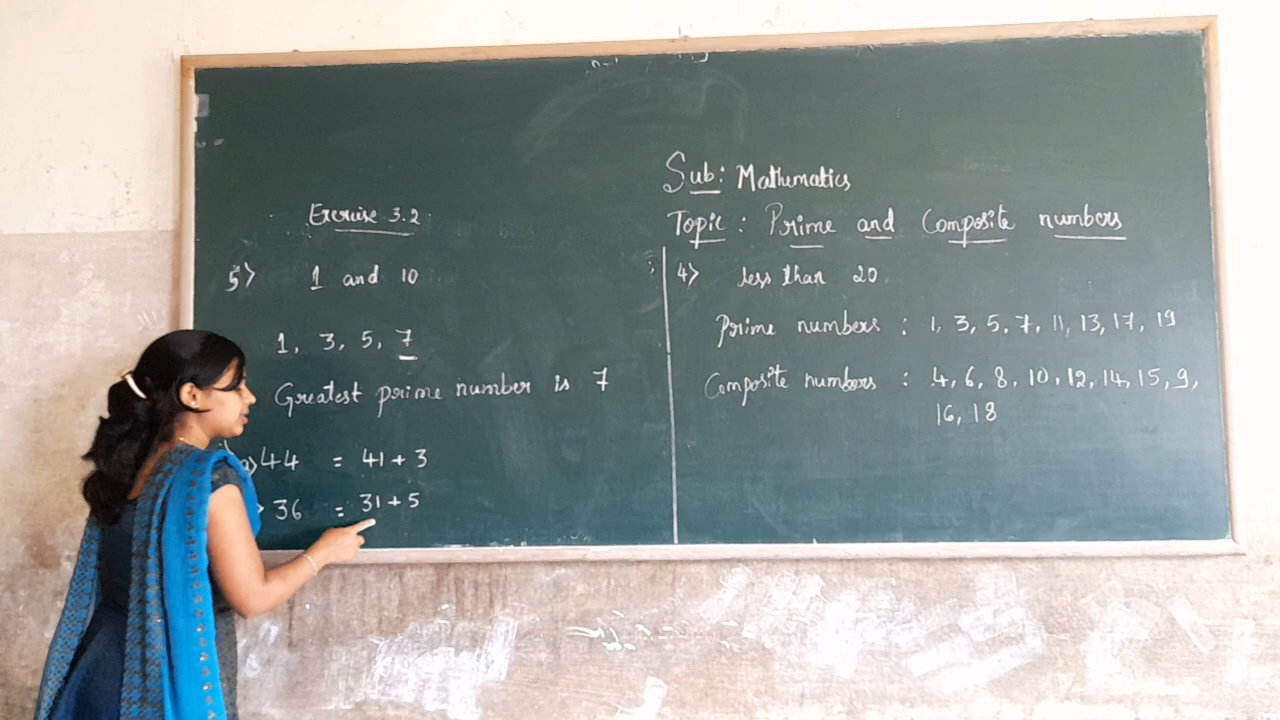 Sub: Mathematics
Topic: Prime and Composite numbers
Exercise 3.2
5> 1 and 10
1, 3, 5, 7
Greatest prime number is 7
a> 44 = 41 + 3
> 36 = 31 + 5
4> less than 20
Prime numbers : 1, 3, 5, 7, 11, 13, 17, 19
Composite numbers : 4, 6, 8, 10, 12, 14, 15, 9,
16, 18